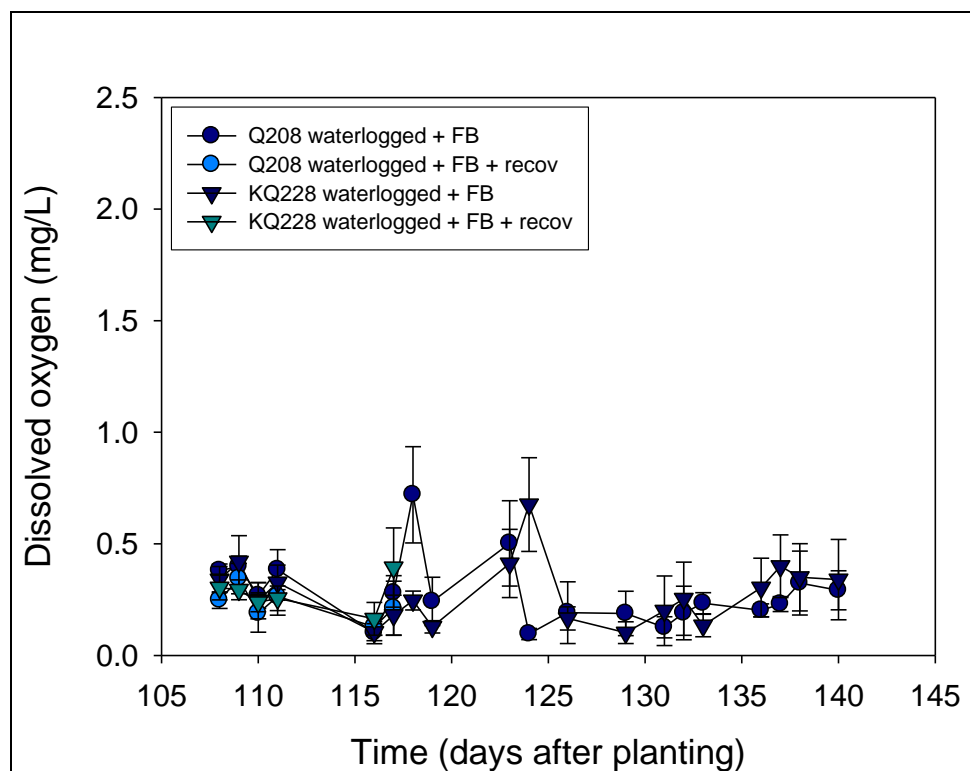 2.5
2.0
1.5
1.0
0.5
0.0
Dissolved oxygen (mg/L)
Q208 waterlogged + FB
Q208 waterlogged + FB + recov
KQ228 waterlogged + FB
KQ228 waterlogged + FB + recov
105 110 115 120 125 130 135 140 145
Time (days after planting)